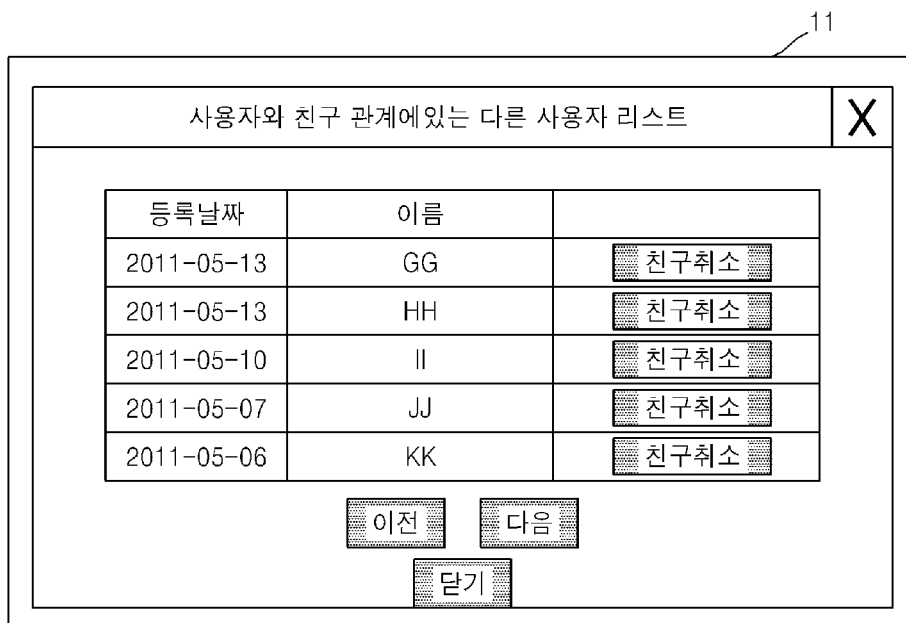 11
사용자와 친구 관계에있는 다른 사용자 리스트 X
등록날짜 이름
2011-05-13 GG 친구취소
2011-05-13 HH 친구취소
2011-05-10 II 친구취소
2011-05-07 JJ 친구취소
2011-05-06 KK 친구취소
이전 다음
닫기